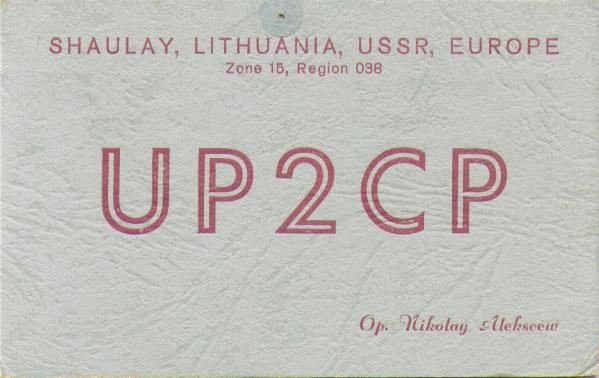 SHAULAY, LITHUANIA, USSR, EUROPE
Zone 15, Region 038
UP2CP
Op. Nikolay Alekseew